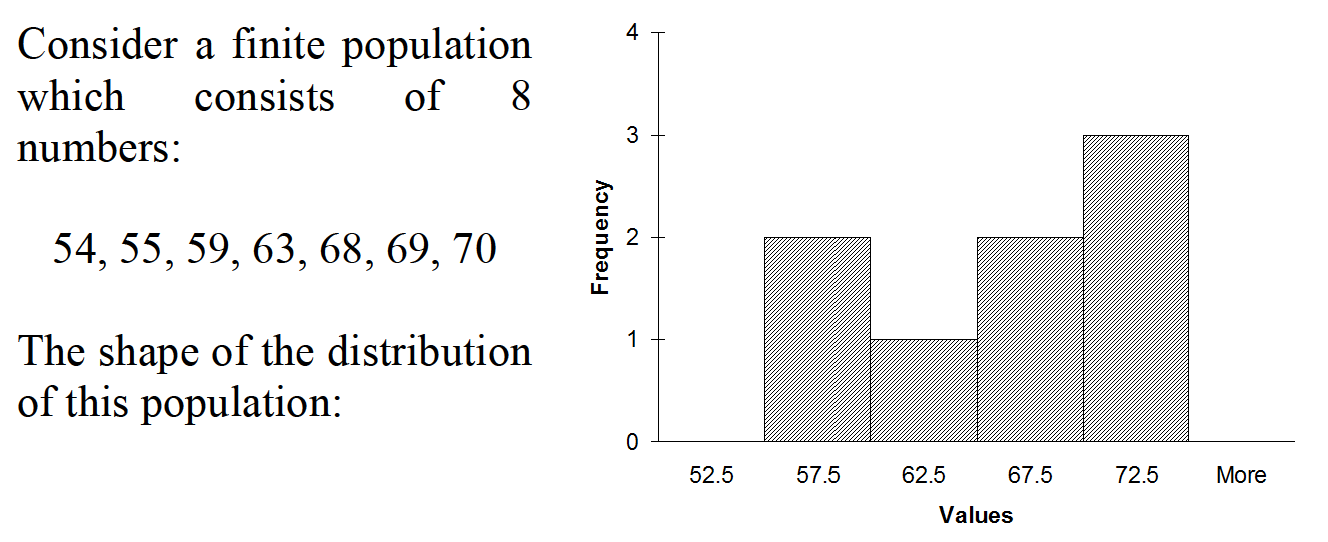 Consider a finite population
which consists of 8
numbers:
54, 55, 59, 63, 68, 69, 70
The shape of the distribution
of this population:
4
3
2
1
0
Frequency
52.5 57.5 62.5 67.5 72.5 More
Values